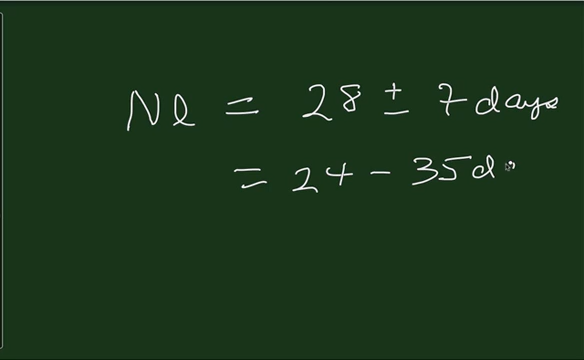 Nl = 28 ± 7 days
= 24 - 35d